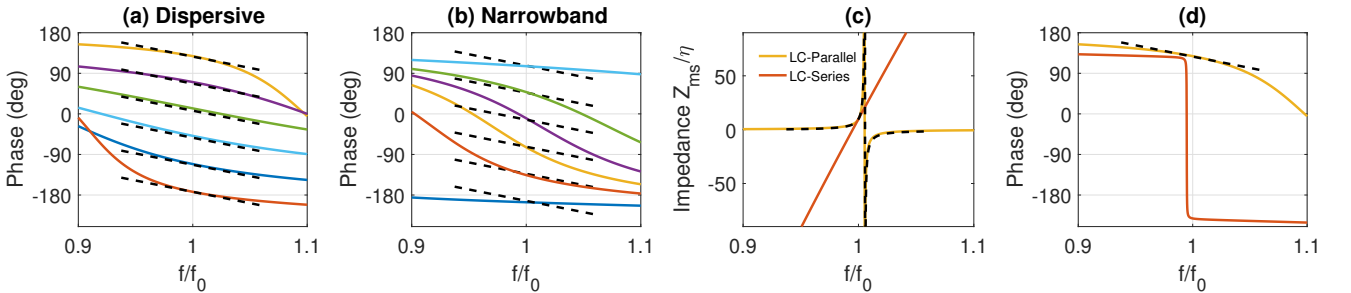 (a) Dispersive
180
90
0
-90
-180
Phase (deg)
0.9
1
1.1
f/f0
(b) Narrowband
180
90
0
-90
-180
Phase (deg)
0.9
1
1.1
f/f0
(c)
50
0
-50
Impedance Zms/η
LC-Parallel
LC-Series
0.9
1
1.1
f/f0
(d)
180
90
0
-90
-180
Phase (deg)
0.9
1
1.1
f/f0